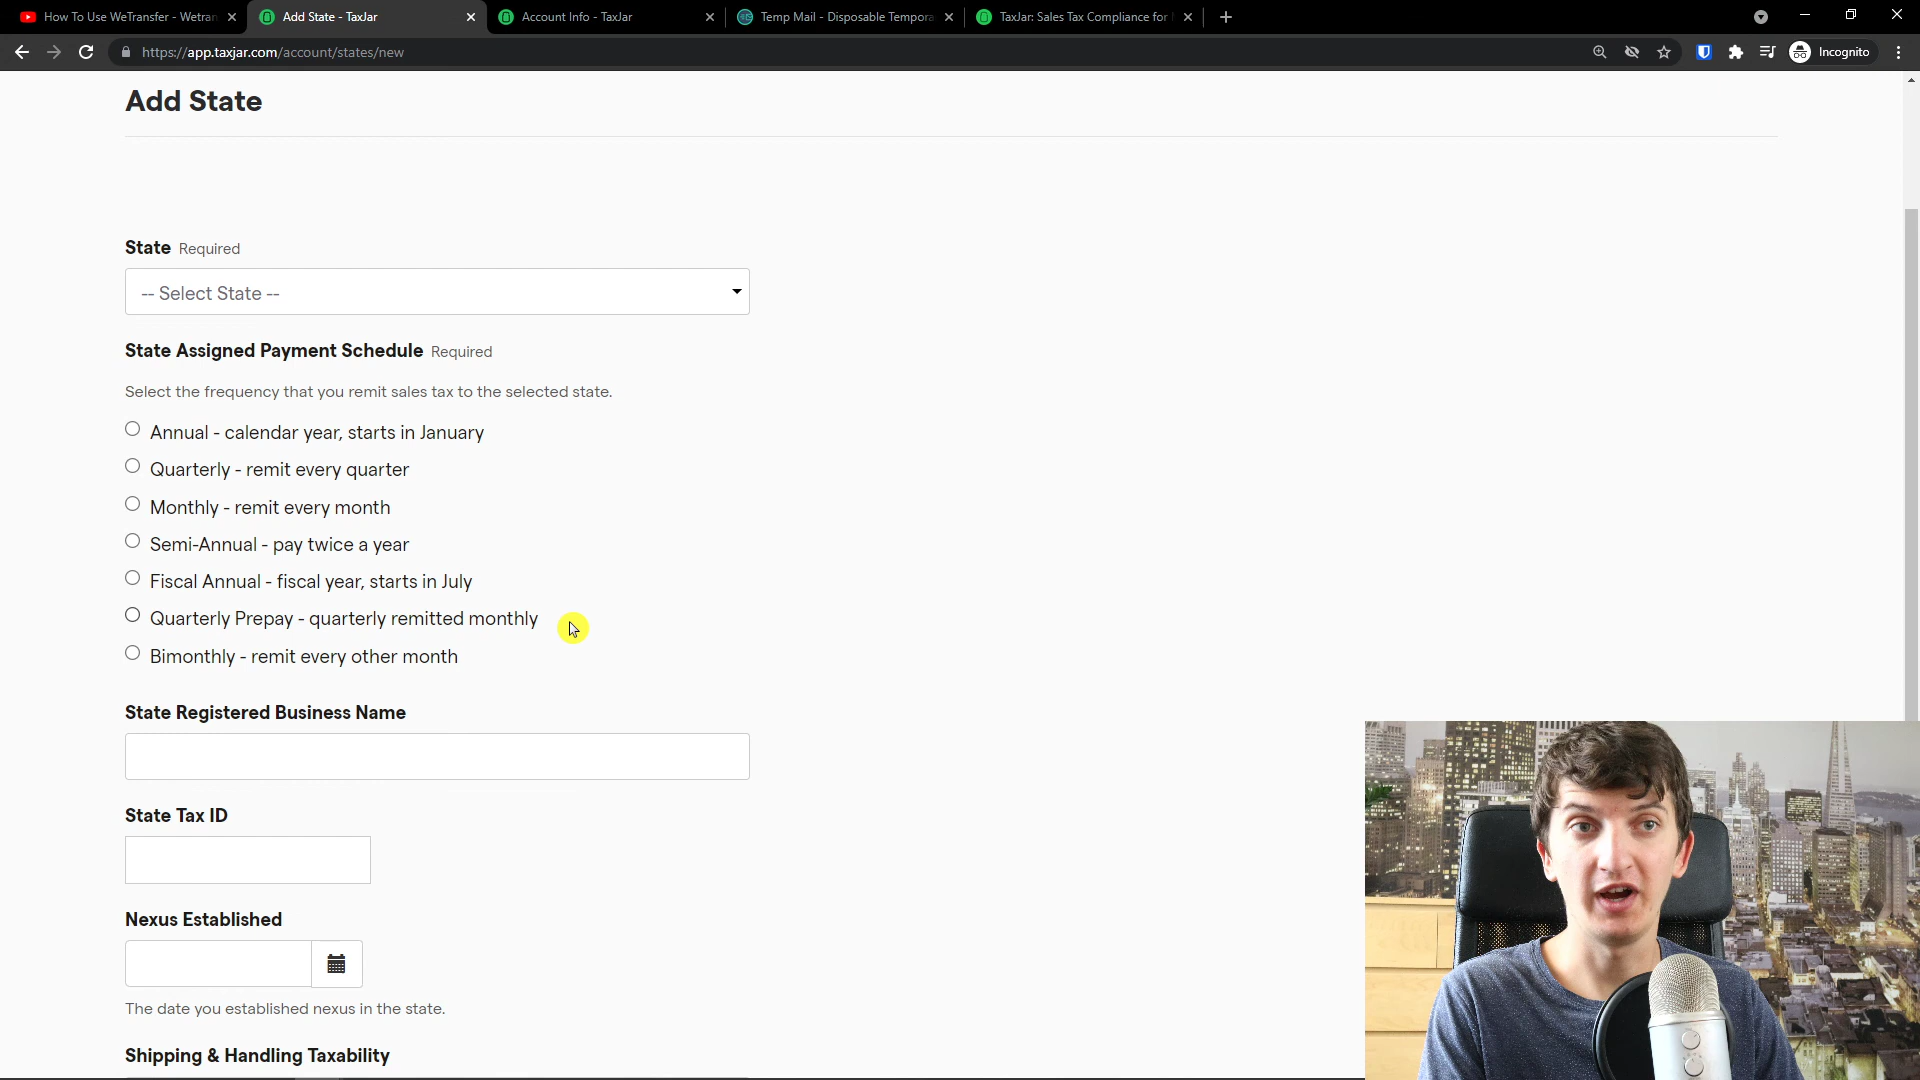 How To Use WeTransfer - Wetran
Add State - TaxJar
Account Info - TaxJar
Temp Mail - Disposable Tempora
TaxJar: Sales Tax Compliance for
https://app.taxjar.com/account/states/new
Incognito
Add State
State Required
-- Select State --
State Assigned Payment Schedule Required
Select the frequency that you remit sales tax to the selected state.
Annual - calendar year, starts in January
Quarterly - remit every quarter
Monthly - remit every month
Semi-Annual - pay twice a year
Fiscal Annual - fiscal year, starts in July
Quarterly Prepay - quarterly remitted monthly
Bimonthly - remit every other month
State Registered Business Name
State Tax ID
Nexus Established
The date you established nexus in the state.
Shipping & Handling Taxability